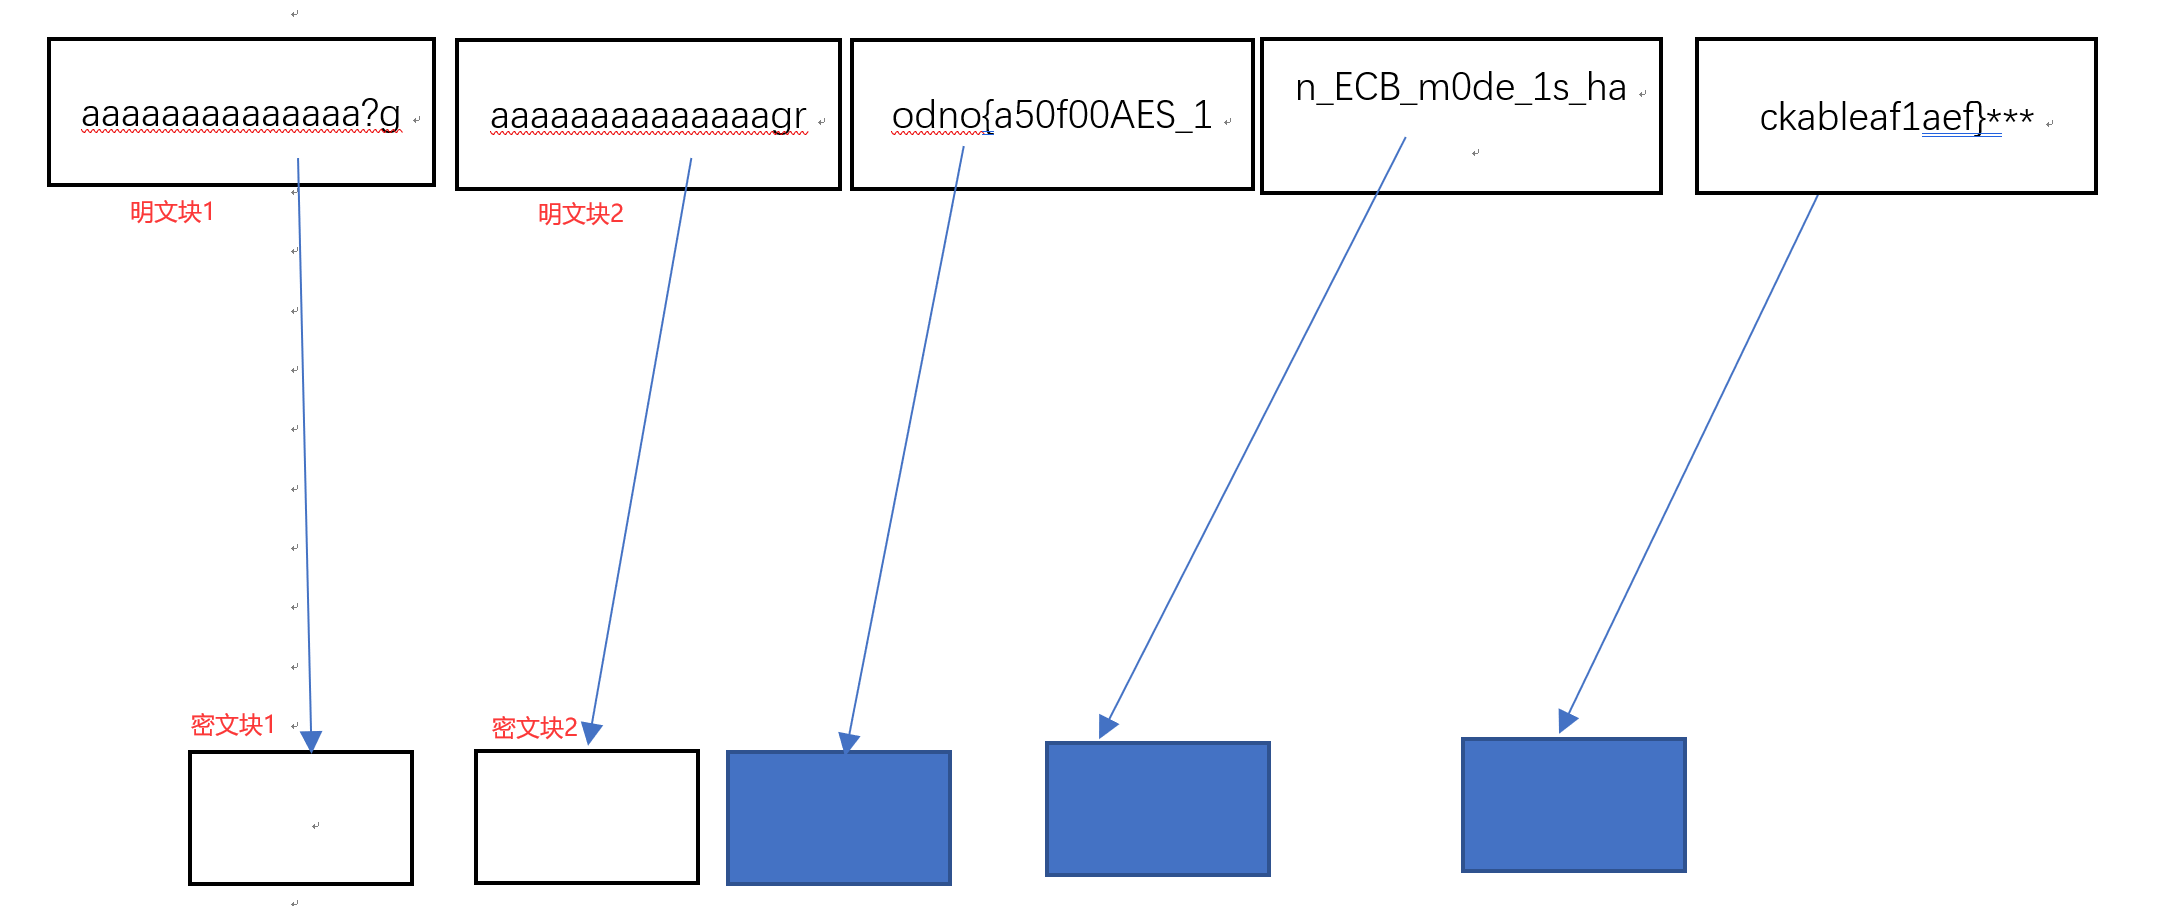 aaaaaaaaaaaaaa?g
aaaaaaaaaaaaaagr
odno{a50f00AES_1
n_ECB_m0de_1s_ha
ckableaf1aef}***
明文块1
明文块2
密文块1
密文块2